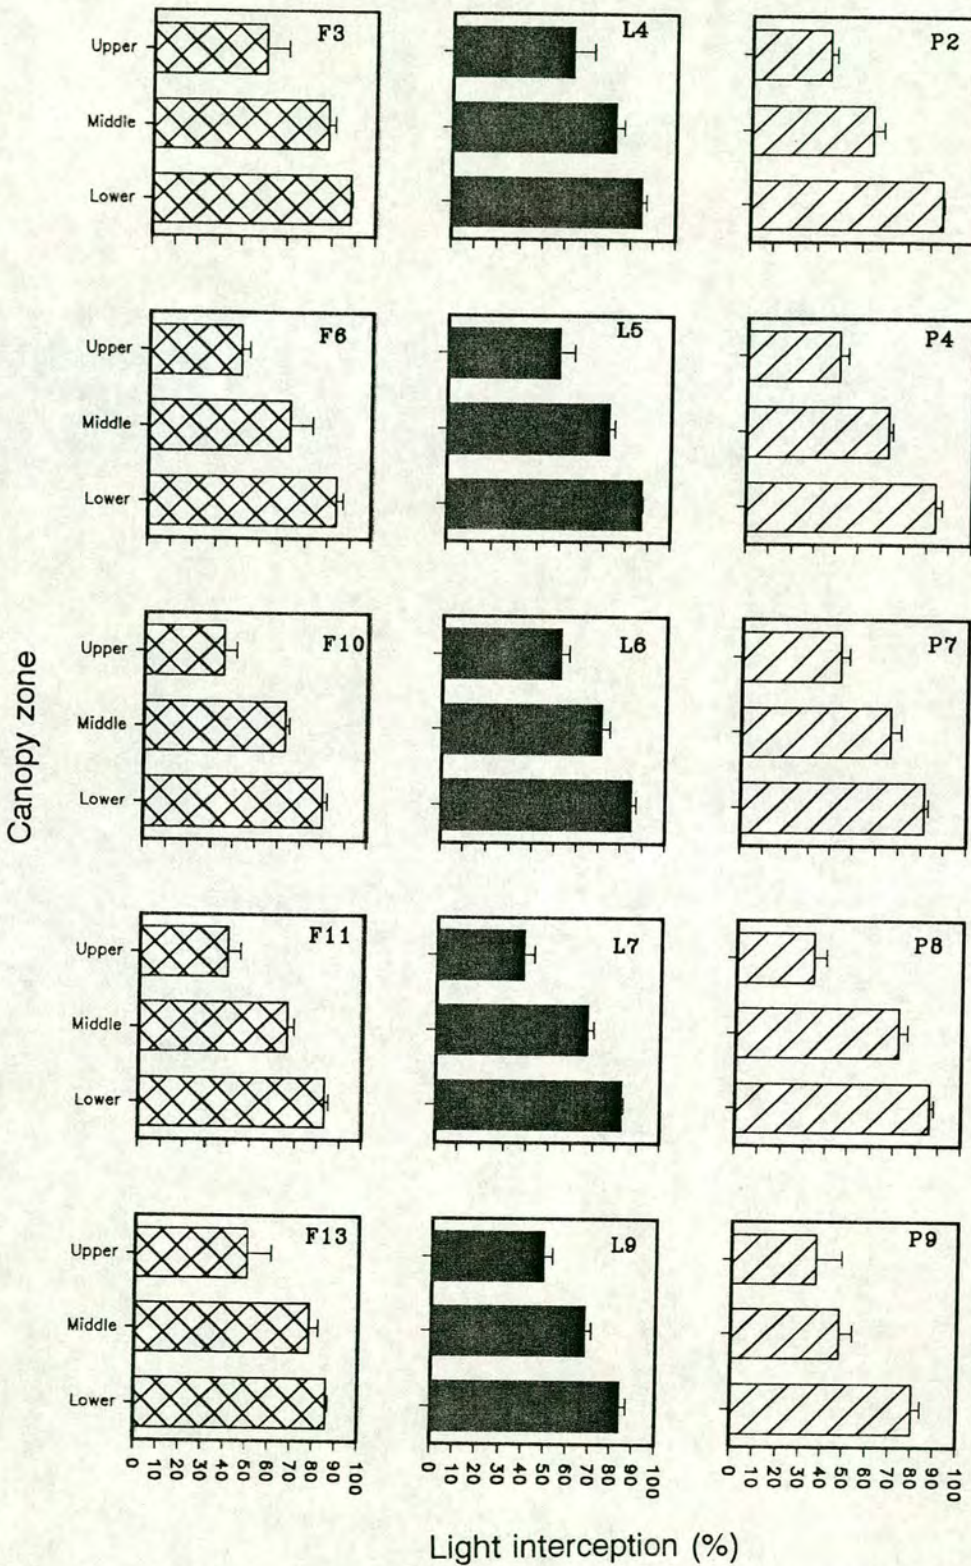 F3 L4 P2
Upper
Middle
Lower
F6 L5 P4
Upper
Middle
Lower
F10 L6 P7
Upper
Middle
Lower
F11 L7 P8
Upper
Middle
Lower
F13 L9 P9
Upper
Middle
Lower
0 10 20 30 40 50 60 70 80 90 100
0 10 20 30 40 50 60 70 80 90 100
0 10 20 30 40 50 60 70 80 90 100
Canopy zone
Light interception (%)